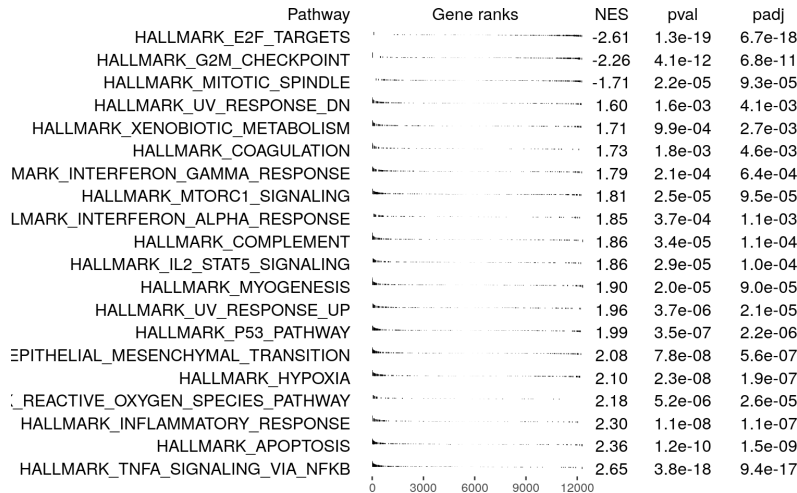 Pathway Gene ranks NES pval padj
HALLMARK_E2F_TARGETS -2.61 1.3e-19 6.7e-18
HALLMARK_G2M_CHECKPOINT -2.26 4.1e-12 6.8e-11
HALLMARK_MITOTIC_SPINDLE -1.71 2.2e-05 9.3e-05
HALLMARK_UV_RESPONSE_DN 1.60 1.6e-03 4.1e-03
HALLMARK_XENOBIOTIC_METABOLISM 1.71 9.9e-04 2.7e-03
HALLMARK_COAGULATION 1.73 1.8e-03 4.6e-03
MARK_INTERFERON_GAMMA_RESPONSE 1.79 2.1e-04 6.4e-04
HALLMARK_MTORC1_SIGNALING 1.81 2.5e-05 9.5e-05
LMARK_INTERFERON_ALPHA_RESPONSE 1.85 3.7e-04 1.1e-03
HALLMARK_COMPLEMENT 1.86 3.4e-05 1.1e-04
HALLMARK_IL2_STAT5_SIGNALING 1.86 2.9e-05 1.0e-04
HALLMARK_MYOGENESIS 1.90 2.0e-05 9.0e-05
HALLMARK_UV_RESPONSE_UP 1.96 3.7e-06 2.1e-05
HALLMARK_P53_PATHWAY 1.99 3.5e-07 2.2e-06
EPITHELIAL_MESENCHYMAL_TRANSITION 2.08 7.8e-08 5.6e-07
HALLMARK_HYPOXIA 2.10 2.3e-08 1.9e-07
_REACTIVE_OXYGEN_SPECIES_PATHWAY 2.18 5.2e-06 2.6e-05
HALLMARK_INFLAMMATORY_RESPONSE 2.30 1.1e-08 1.1e-07
HALLMARK_APOPTOSIS 2.36 1.2e-10 1.5e-09
HALLMARK_TNFA_SIGNALING_VIA_NFKB 2.65 3.8e-18 9.4e-17
0 3000 6000 9000 12000